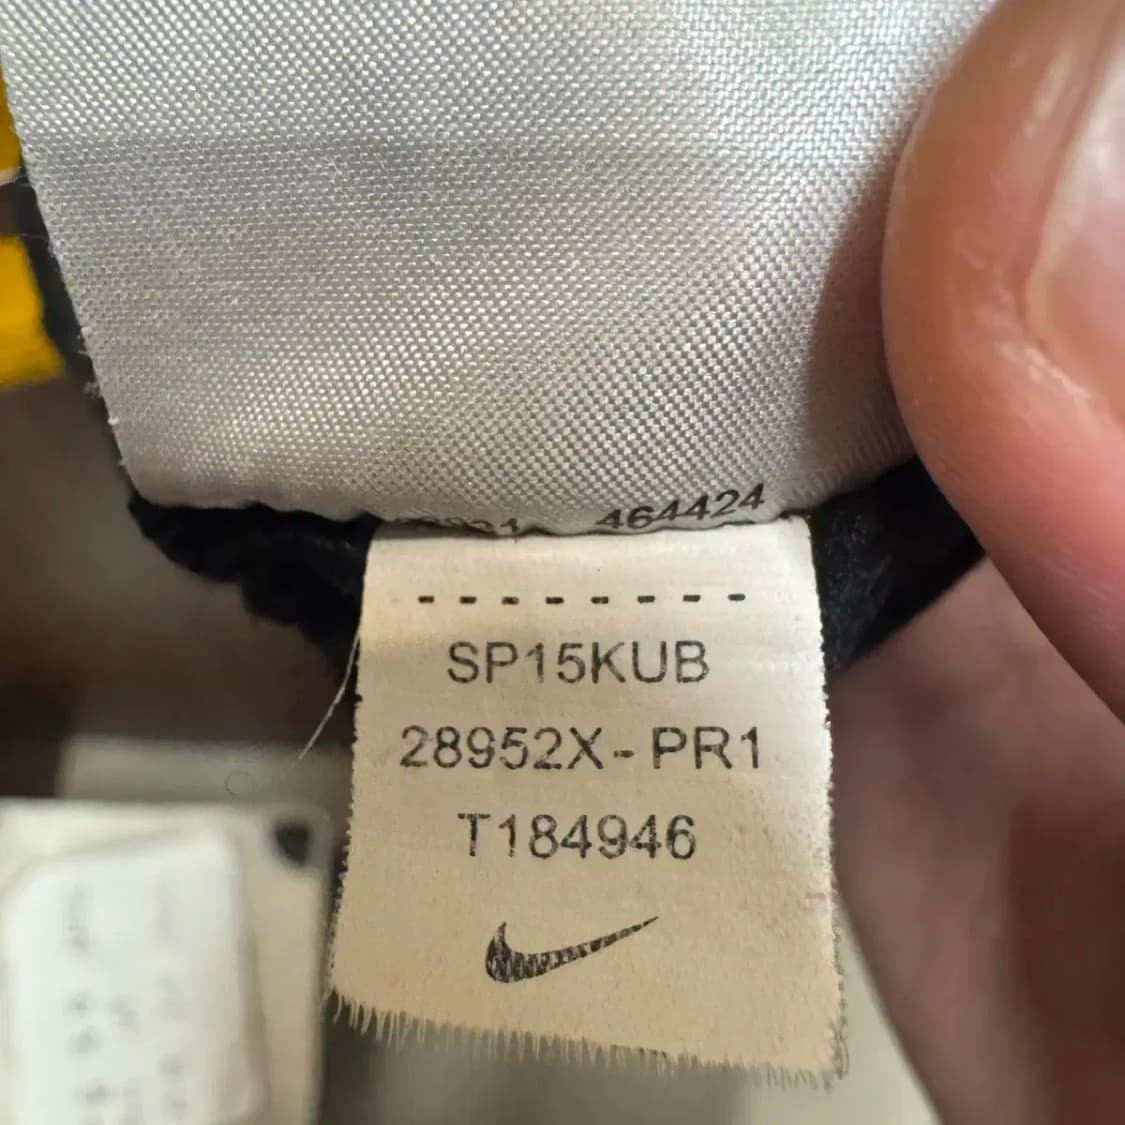 464424
- - - - - - - -
SP15KUB
28952X-PR1
T184946